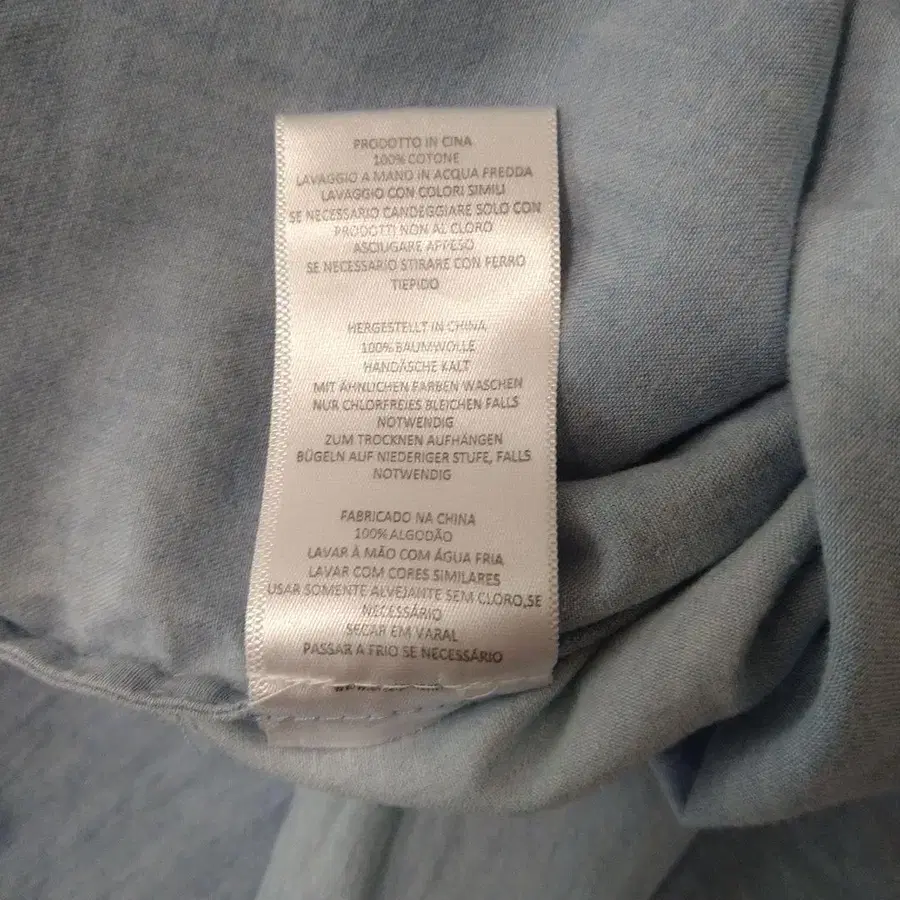 PRODOTTO IN CINA
100% COTONE
LAVAGGIO A MANO IN ACQUA FREDDA
LAVAGGIO CON COLORI SIMILI
SE NECESSARIO CANDEGGIARE SOLO CON
PRODOTTI NON AL CLORO
ASCIUGARE APPESO
SE NECESSARIO STIRARE CON FERRO
TIEPIDO
HERGESTELLT IN CHINA
100% BAUMWOLLE
HANDÄSCHE KALT
MIT ÄHNLICHEN FARBEN WASCHEN
NUR CHLORFREIES BLEICHEN FALLS
NOTWENDIG
ZUM TROCKNEN AUFHÄNGEN
BÜGELN AUF NIEDERIGER STUFE, FALLS
NOTWENDIG
FABRICADO NA CHINA
100% ALGODÃO
LAVAR À MÃO COM ÁGUA FRIA
LAVAR COM CORES SIMILARES
USAR SOMENTE ALVEJANTE SEM CLORO,SE
NECESSÁRIO
SECAR EM VARAL
PASSAR A FRIO SE NECESSÁRIO